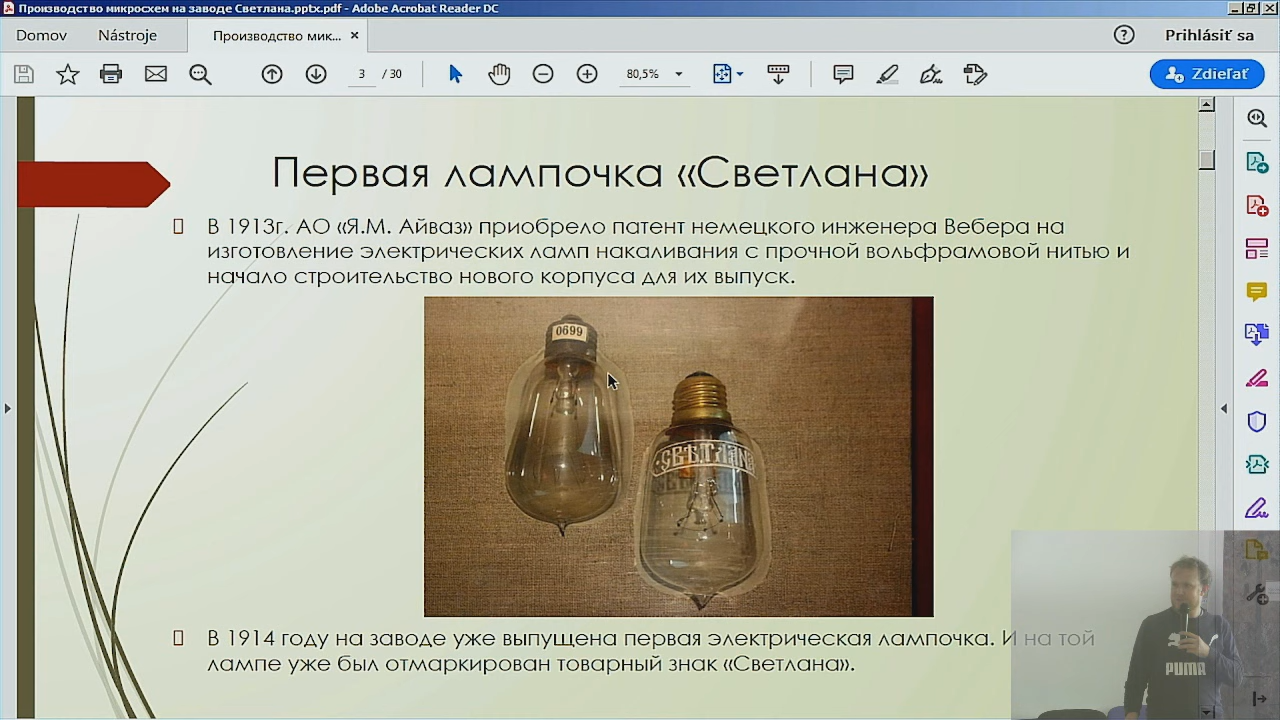 Производство микросхем на заводе Светлана.pptx.pdf - Adobe Acrobat Reader DC
Domov
Nástroje
Производство мик...
Prihlásiť sa
3 / 30
80,5%
Zdieľať
Первая лампочка «Светлана»
В 1913г. АО «Я.М. Айваз» приобрело патент немецкого инженера Вебера на
изготовление электрических ламп накаливания с прочной вольфрамовой нитью и
начало строительство нового корпуса для их выпуск.
0699
В 1914 году на заводе уже выпущена первая электрическая лампочка. И на той
лампе уже был отмаркирован товарный знак «Светлана».
PUMA